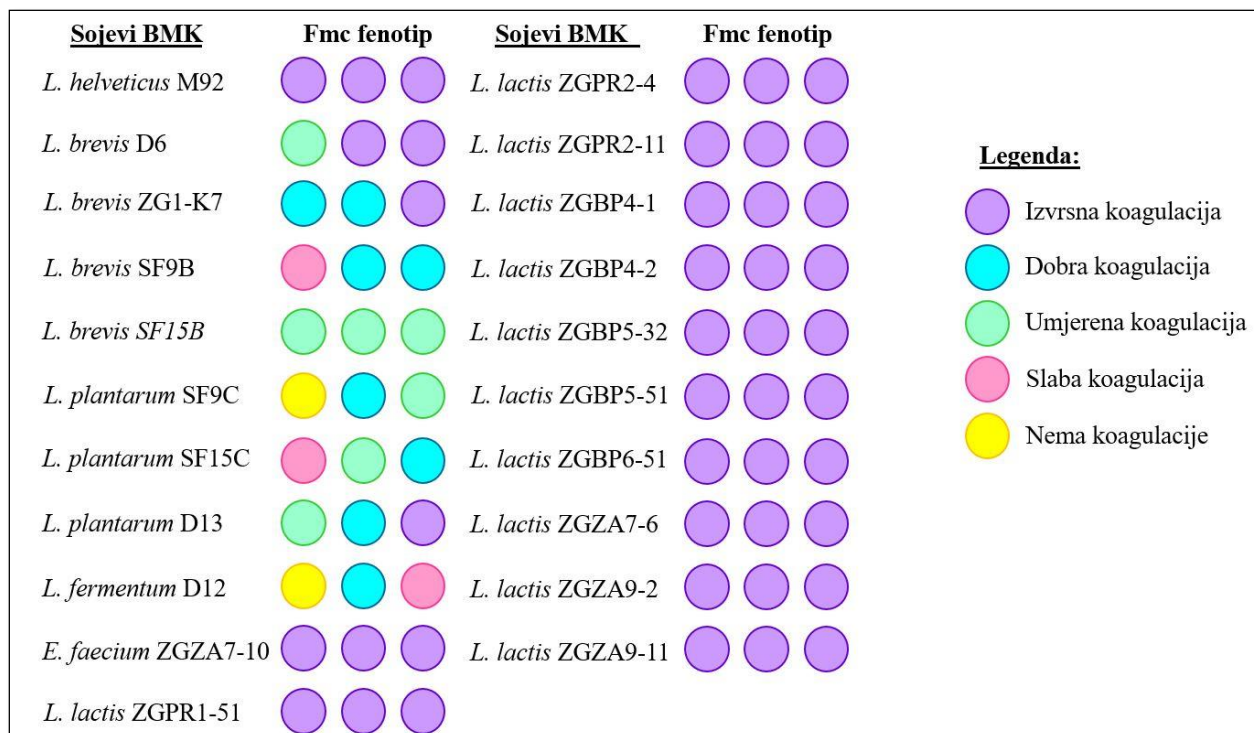 Sojevi BMK Fmc fenotip Sojevi BMK Fmc fenotip
L. helveticus M92 L. lactis ZGPR2-4
L. brevis D6 L. lactis ZGPR2-11
L. brevis ZG1-K7 L. lactis ZGBP4-1
L. brevis SF9B L. lactis ZGBP4-2
L. brevis SF15B L. lactis ZGBP5-32
L. plantarum SF9C L. lactis ZGBP5-51
L. plantarum SF15C L. lactis ZGBP6-51
L. plantarum D13 L. lactis ZGZA7-6
L. fermentum D12 L. lactis ZGZA9-2
E. faecium ZGZA7-10 L. lactis ZGZA9-11
L. lactis ZGPR1-51
Legenda:
Izvrsna koagulacija
Dobra koagulacija
Umjerena koagulacija
Slaba koagulacija
Nema koagulacije